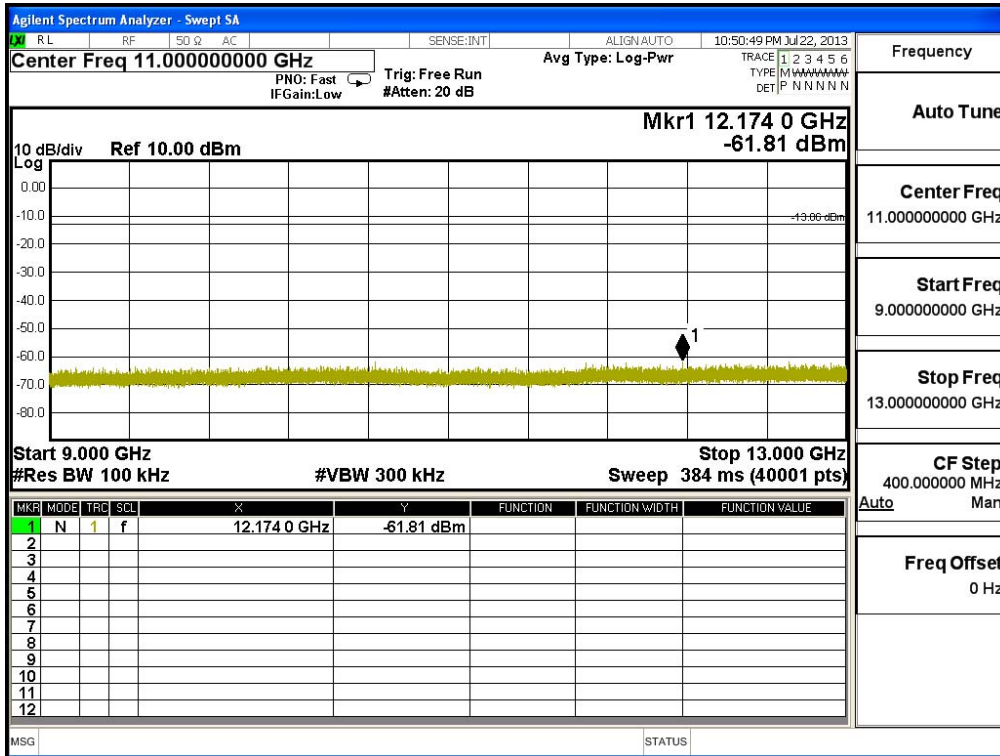 Agilent Spectrum Analyzer - Swept SA
LXI RL RF 50 Ω AC SENSE:INT ALIGN AUTO 10:50:49 PM Jul 22, 2013
Center Freq 11.000000000 GHz
PNO: Fast
IFGain:Low
Trig: Free Run
#Atten: 20 dB
Avg Type: Log-Pwr
TRACE 1 2 3 4 5 6
TYPE M
DET P N N N N N
Mkr1 12.174 0 GHz
-61.81 dBm
10 dB/div Ref 10.00 dBm
Log
0.00
-10.0
-13.06 dBm
-20.0
-30.0
-40.0
-50.0
1
-60.0
-70.0
-80.0
Start 9.000 GHz Stop 13.000 GHz
#Res BW 100 kHz #VBW 300 kHz Sweep 384 ms (40001 pts)
MKR MODE TRC SCL X Y FUNCTION FUNCTION WIDTH FUNCTION VALUE
1 N 1 f 12.174 0 GHz -61.81 dBm
2
3
4
5
6
7
8
9
10
11
12
MSG STATUS
Frequency
Auto Tune
Center Freq
11.000000000 GHz
Start Freq
9.000000000 GHz
Stop Freq
13.000000000 GHz
CF Step
400.000000 MHz
Auto Man
Freq Offset
0 Hz